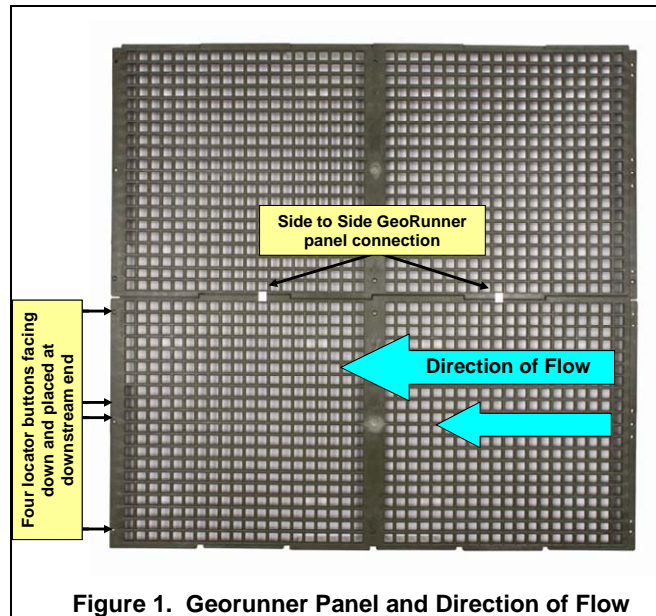 Side to Side GeoRunner
panel connection
Direction of Flow
Four locator buttons facing
down and placed at
downstream end
Figure 1.  Georunner Panel and Direction of Flow